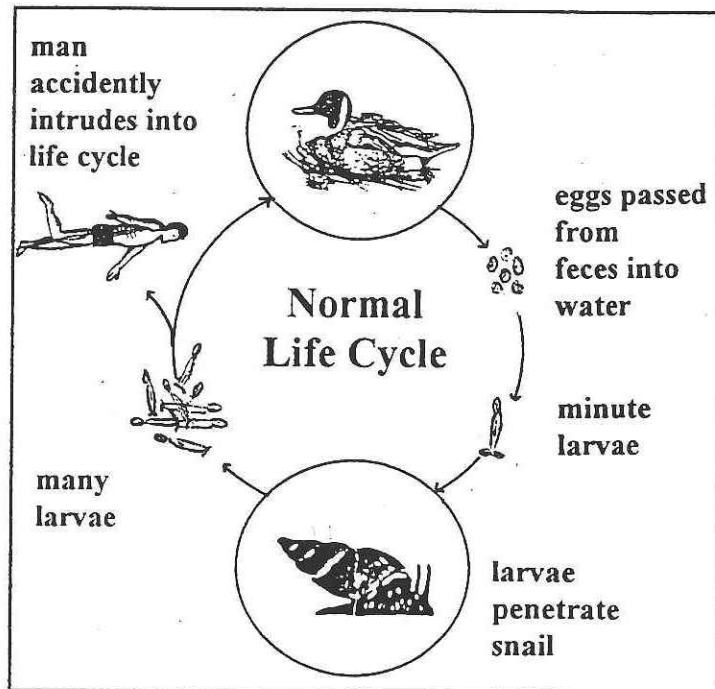 man
accidently
intrudes into
life cycle
eggs passed
from
feces into
water
Normal
Life Cycle
minute
larvae
many
larvae
larvae
penetrate
snail